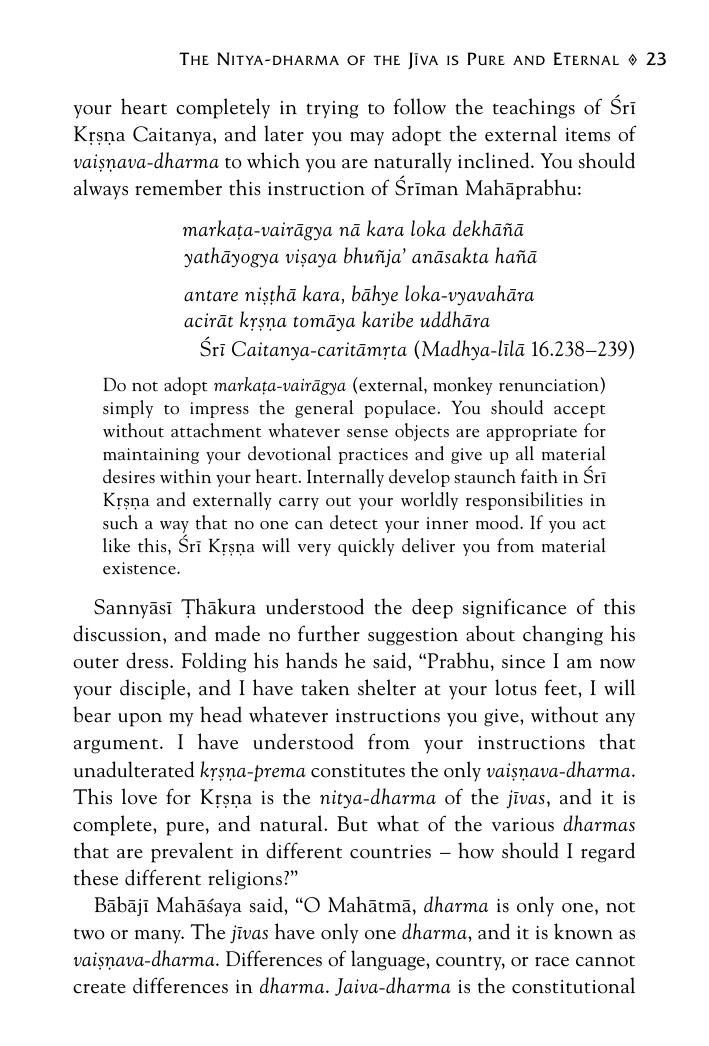 The Nitya-dharma of the Jīva is Pure and Eternal ◊ 23
your heart completely in trying to follow the teachings of Śrī
Kṛṣṇa Caitanya, and later you may adopt the external items of
vaiṣṇava-dharma to which you are naturally inclined. You should
always remember this instruction of Śrīman Mahāprabhu:
markaṭa-vairāgya nā kara loka dekhāñā
yathāyogya viṣaya bhuñja’ anāsakta hañā
antare niṣṭhā kara, bāhye loka-vyavahāra
acirāt kṛṣṇa tomāya karibe uddhāra
Śrī Caitanya-caritāmṛta (Madhya-līlā 16.238–239)
Do not adopt markaṭa-vairāgya (external, monkey renunciation)
simply to impress the general populace. You should accept
without attachment whatever sense objects are appropriate for
maintaining your devotional practices and give up all material
desires within your heart. Internally develop staunch faith in Śrī
Kṛṣṇa and externally carry out your worldly responsibilities in
such a way that no one can detect your inner mood. If you act
like this, Śrī Kṛṣṇa will very quickly deliver you from material
existence.
Sannyāsī Ṭhākura understood the deep significance of this
discussion, and made no further suggestion about changing his
outer dress. Folding his hands he said, “Prabhu, since I am now
your disciple, and I have taken shelter at your lotus feet, I will
bear upon my head whatever instructions you give, without any
argument. I have understood from your instructions that
unadulterated kṛṣṇa-prema constitutes the only vaiṣṇava-dharma.
This love for Kṛṣṇa is the nitya-dharma of the jīvas, and it is
complete, pure, and natural. But what of the various dharmas
that are prevalent in different countries – how should I regard
these different religions?”
Bābājī Mahāśaya said, “O Mahātmā, dharma is only one, not
two or many. The jīvas have only one dharma, and it is known as
vaiṣṇava-dharma. Differences of language, country, or race cannot
create differences in dharma. Jaiva-dharma is the constitutional